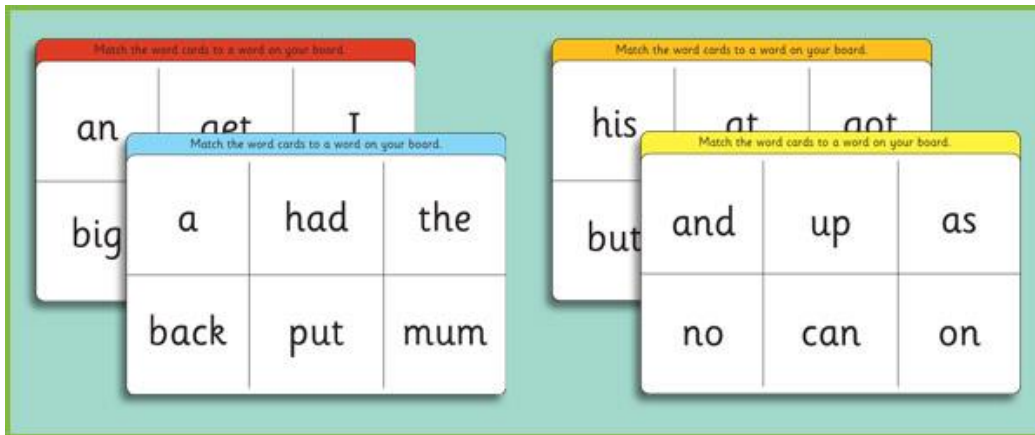 Match the word cards to a word on your board.
an get I
big
Match the word cards to a word on your board.
a had the
back put mum
Match the word cards to a word on your board.
his at got
but
Match the word cards to a word on your board.
and up as
no can on